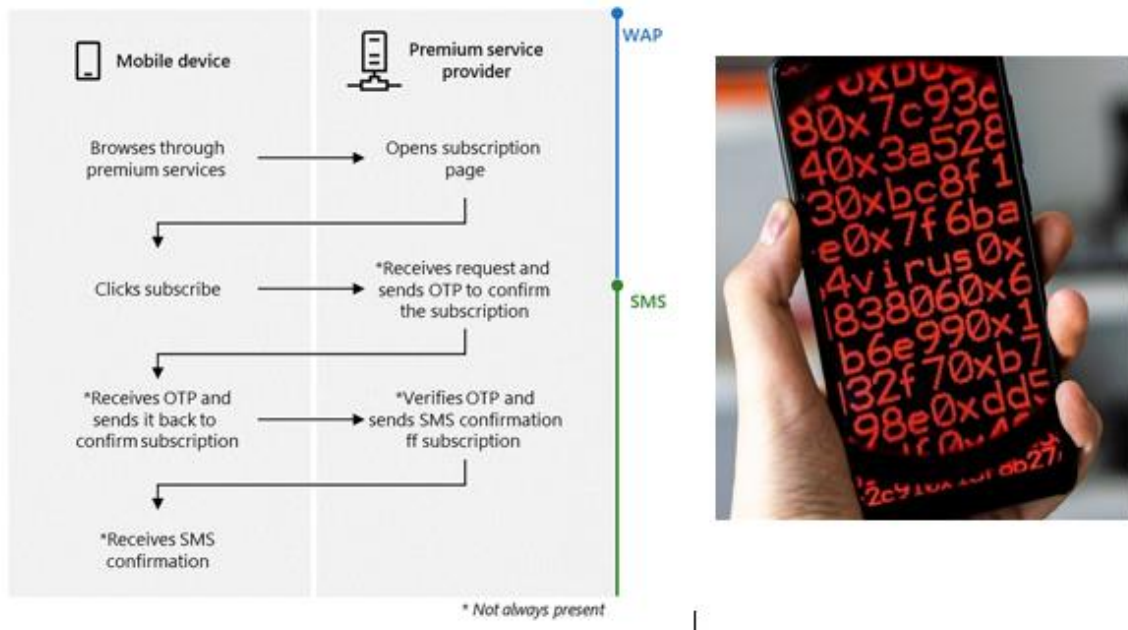 Mobile device
Premium service
provider
WAP
Browses through
premium services
Opens subscription
page
Clicks subscribe
*Receives request and
sends OTP to confirm
the subscription
SMS
*Receives OTP and
sends it back to
confirm subscription
*Verifies OTP and
sends SMS confirmation
ff subscription
*Receives SMS
confirmation
* Not always present
80x7c93c
40x3a528
30xbc8f1
e0x7f6ba
4virus0x
838060x6
b6e990x1
32f70xb7
98e0xdd5